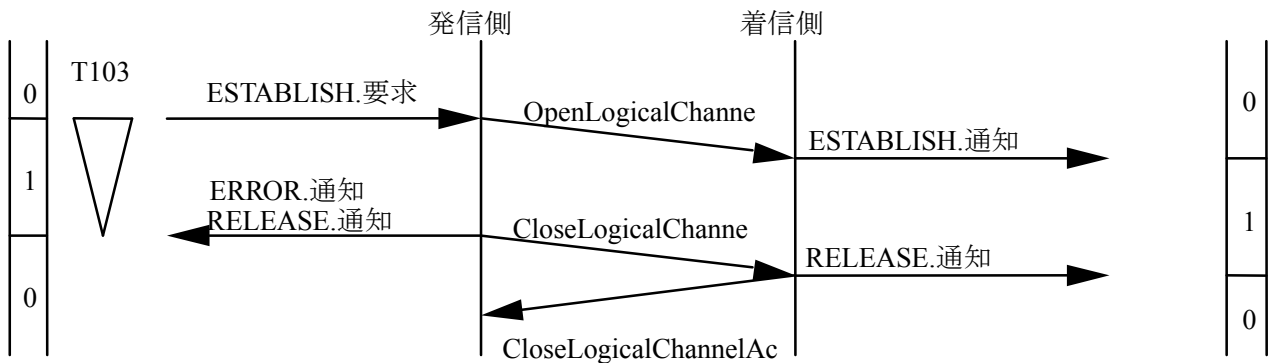 発信側
着信側
T103
0
ESTABLISH.要求
OpenLogicalChanne
0
ESTABLISH.通知
1
ERROR.通知
RELEASE.通知
CloseLogicalChanne
1
RELEASE.通知
0
0
CloseLogicalChannelAc